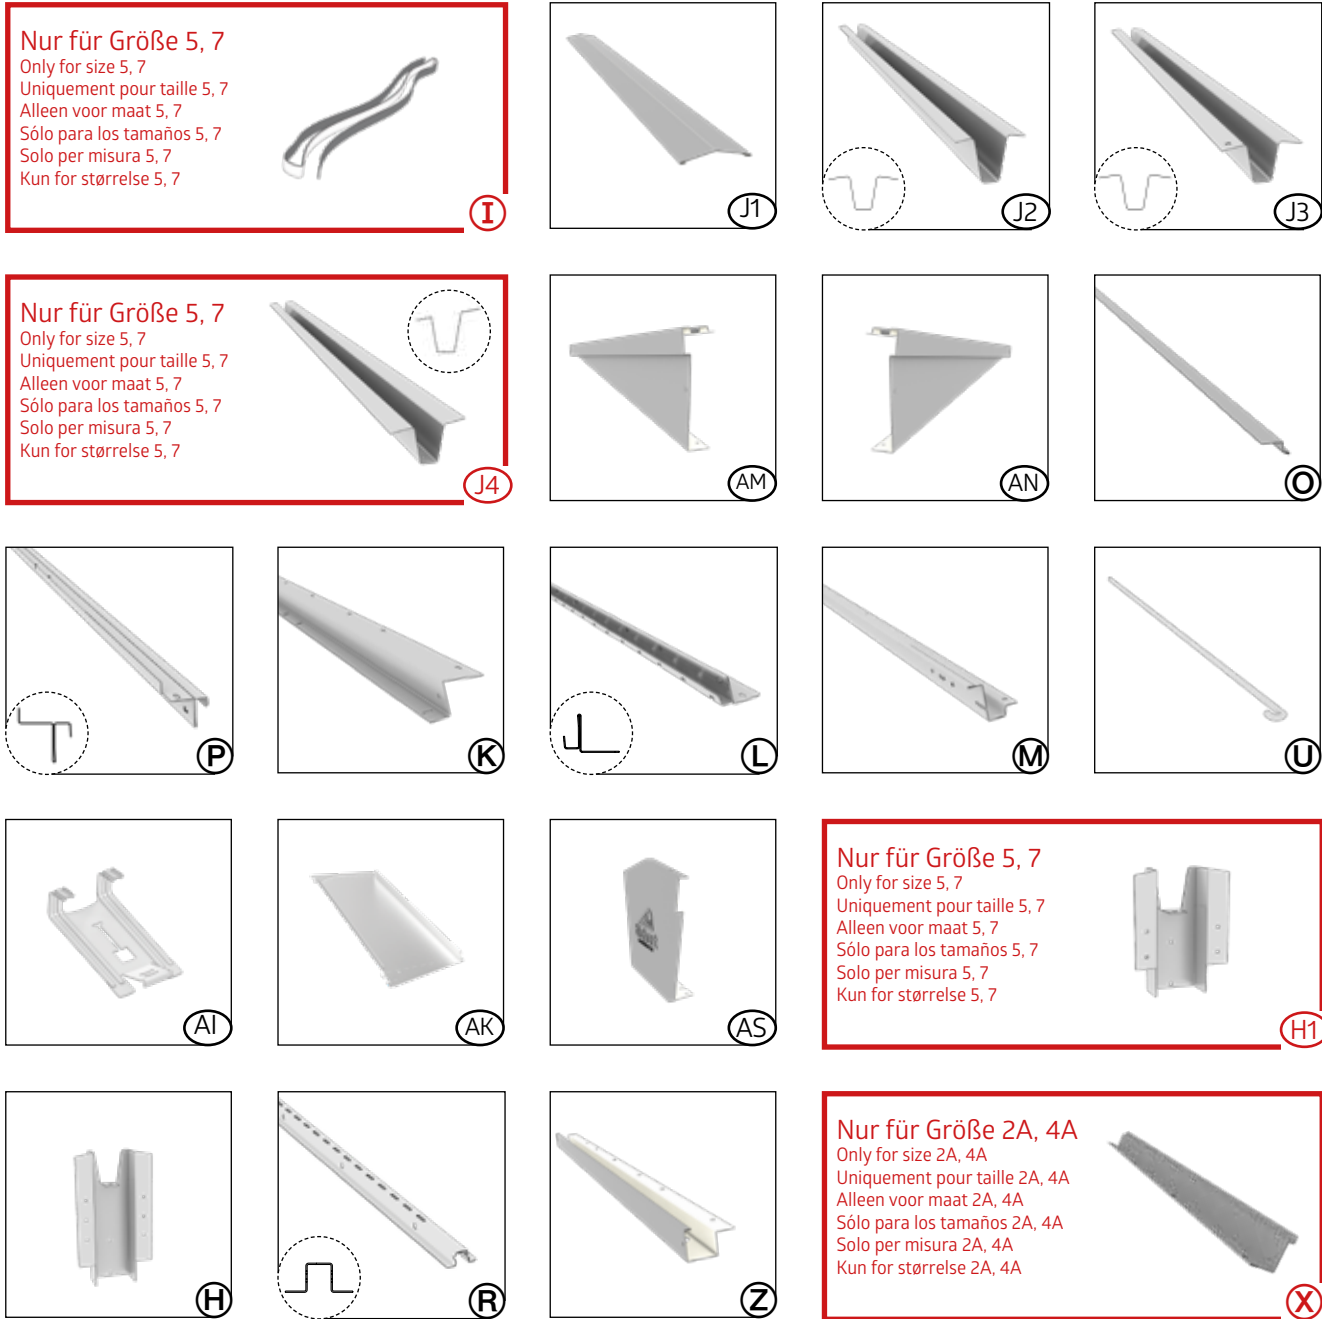 Nur für Größe 5, 7
Only for size 5, 7
Uniquement pour taille 5, 7
Alleen voor maat 5, 7
Sólo para los tamaños 5, 7
Solo per misura 5, 7
Kun for størrelse 5, 7
I
J1
J2
J3
Nur für Größe 5, 7
Only for size 5, 7
Uniquement pour taille 5, 7
Alleen voor maat 5, 7
Sólo para los tamaños 5, 7
Solo per misura 5, 7
Kun for størrelse 5, 7
J4
AM
AN
O
P
K
L
M
U
AI
AK
AS
Nur für Größe 5, 7
Only for size 5, 7
Uniquement pour taille 5, 7
Alleen voor maat 5, 7
Sólo para los tamaños 5, 7
Solo per misura 5, 7
Kun for størrelse 5, 7
H1
H
R
Z
Nur für Größe 2A, 4A
Only for size 2A, 4A
Uniquement pour taille 2A, 4A
Alleen voor maat 2A, 4A
Sólo para los tamaños 2A, 4A
Solo per misura 2A, 4A
Kun for størrelse 2A, 4A
X